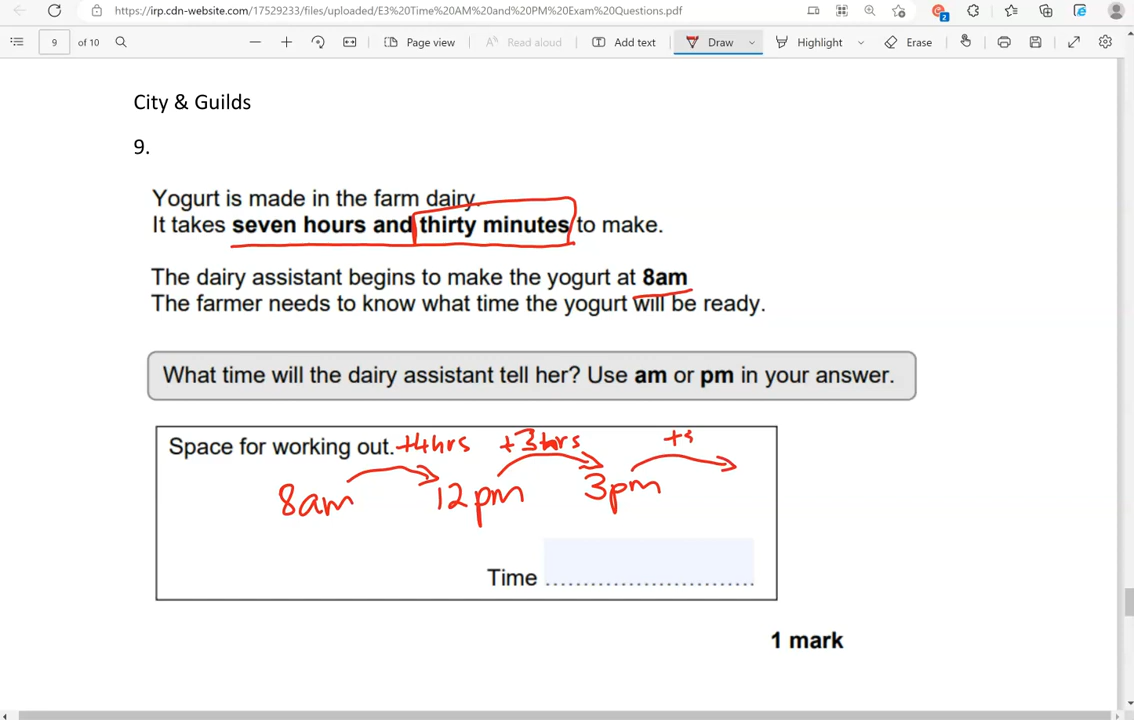 https://irp.cdn-website.com/17529233/files/uploaded/E3%20Time%20AM%20and%20PM%20Exam%20Questions.pdf
9 of 10
Page view
Read aloud
Add text
Draw
Highlight
Erase
2
City & Guilds
9.
Yogurt is made in the farm dairy.
It takes seven hours and thirty minutes to make.
The dairy assistant begins to make the yogurt at 8am
The farmer needs to know what time the yogurt will be ready.
What time will the dairy assistant tell her? Use am or pm in your answer.
Space for working out. +4hrs +3hrs +
8am 12pm 3pm
Time
1 mark